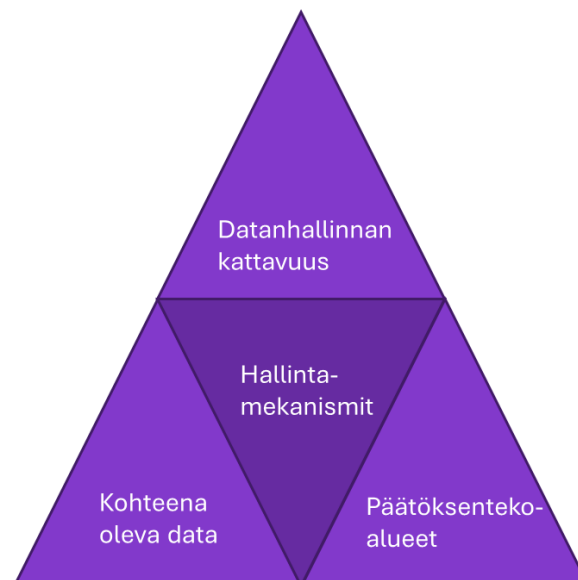 Datanhallinnan
kattavuus
Hallinta-
mekanismit
Kohteena
oleva data
Päätöksenteko-
alueet